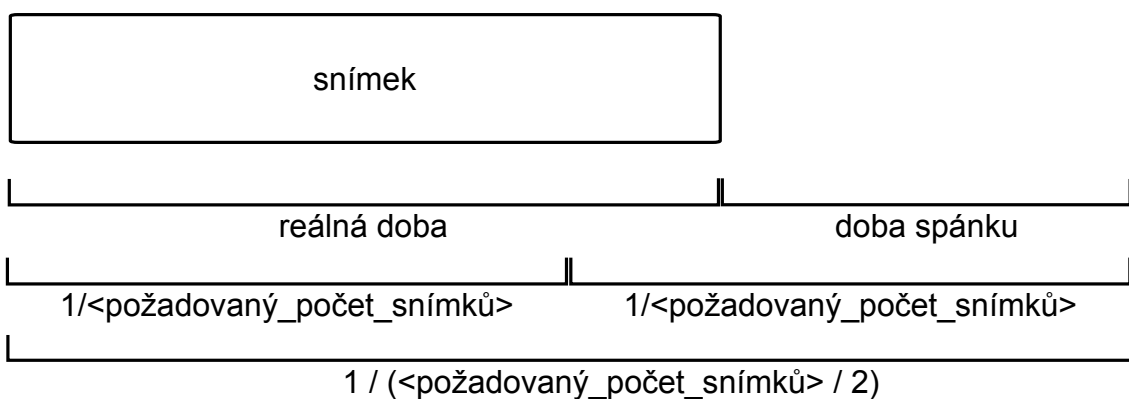 snímek
reálná doba doba spánku
1/<požadovaný_počet_snímků> 1/<požadovaný_počet_snímků>
1 / (<požadovaný_počet_snímků> / 2)